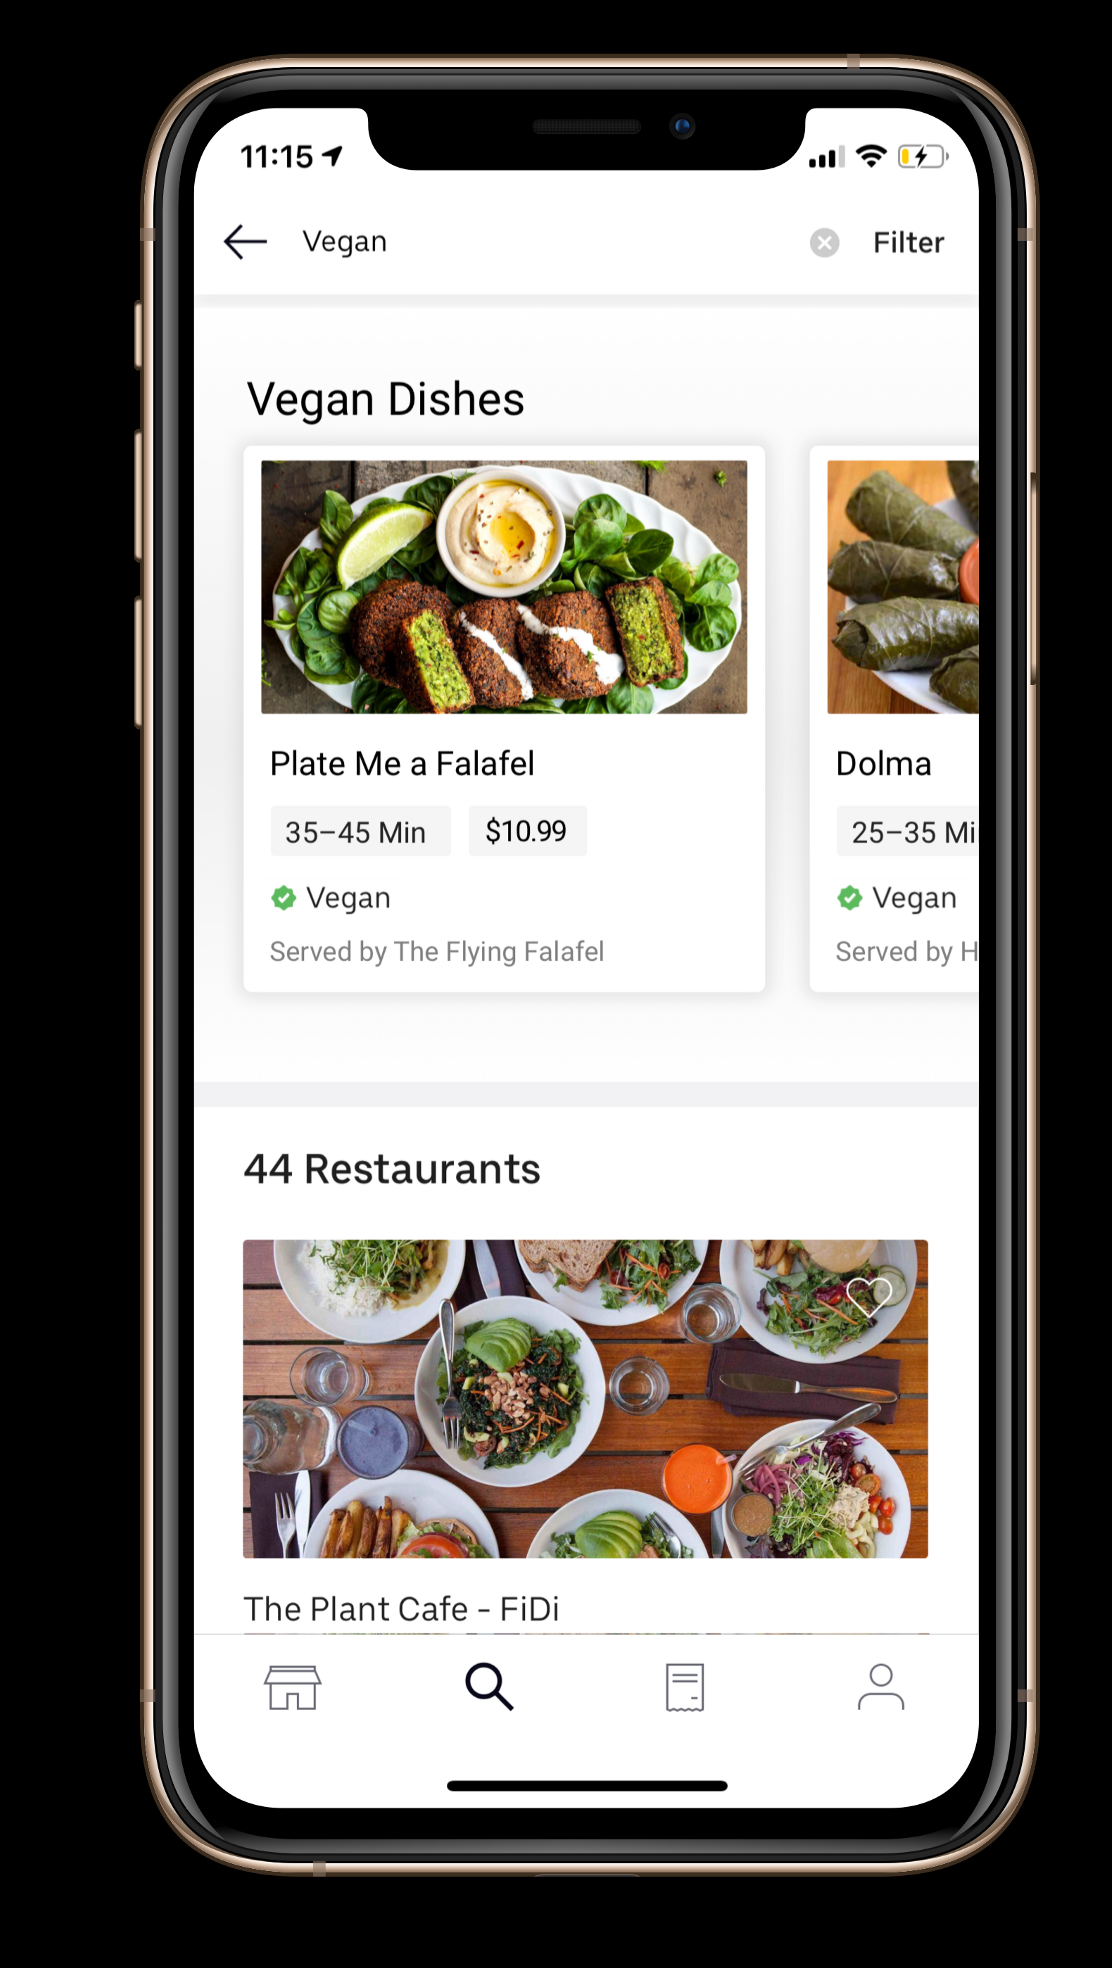 11:15
Vegan
Filter
Vegan Dishes
Plate Me a Falafel
35–45 Min
$10.99
Vegan
Served by The Flying Falafel
Dolma
25–35 Mi
Vegan
Served by H
44 Restaurants
The Plant Cafe - FiDi